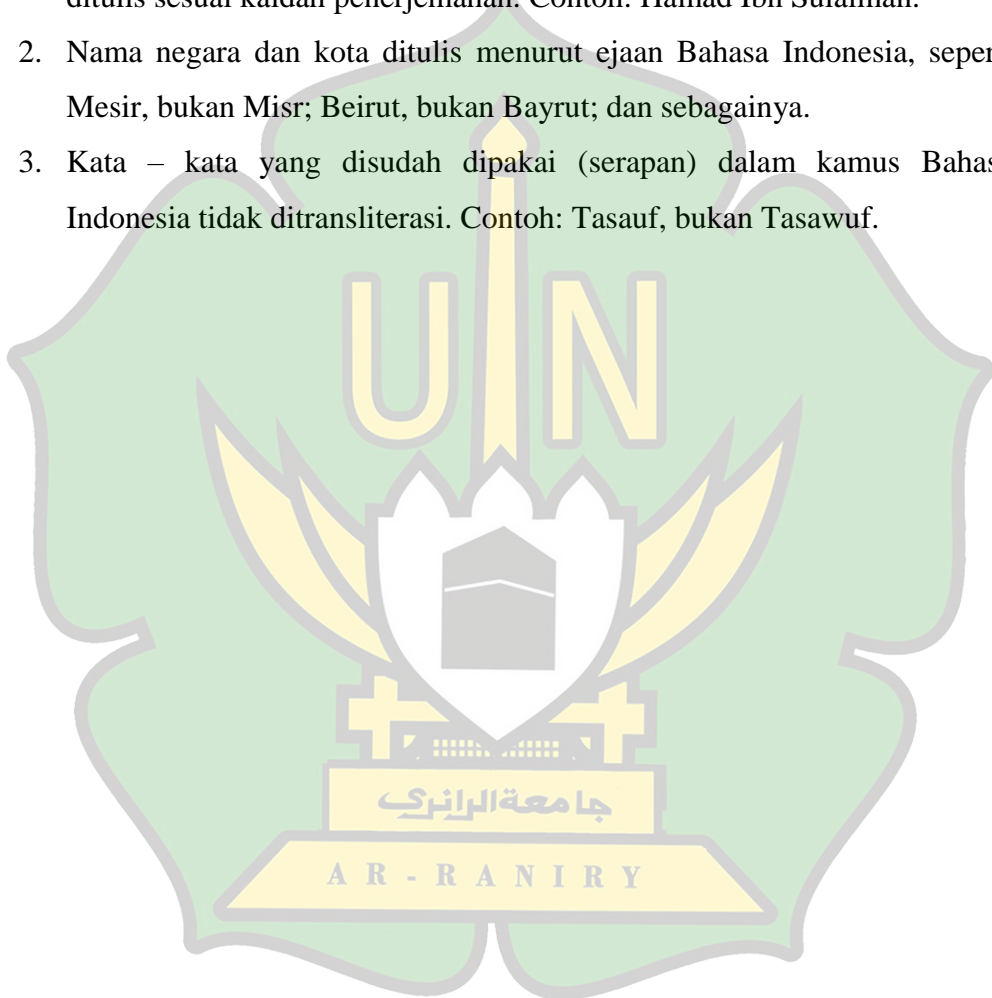 ditulis sesuai kaidah penerjemahan. Contoh: Hamad Ibn Sulaiman.
2. Nama negara dan kota ditulis menurut ejaan Bahasa Indonesia, seper
Mesir, bukan Misr; Beirut, bukan Bayrut; dan sebagainya.
3. Kata – kata yang disudah dipakai (serapan) dalam kamus Bahas
Indonesia tidak ditransliterasi. Contoh: Tasauf, bukan Tasawuf.
UIN
جامعة الرانري
AR-RANIRY